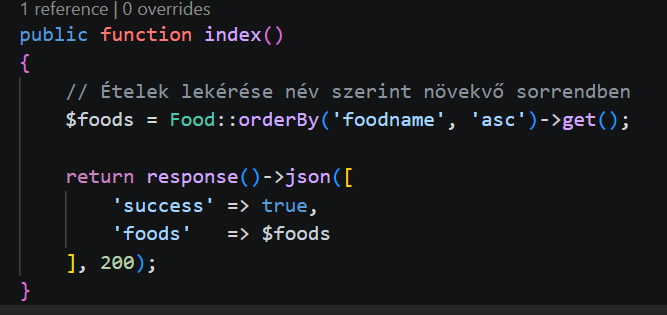 1 reference | 0 overrides
public function index()
{
    // Ételek lekérése név szerint növekvő sorrendben
    $foods = Food::orderBy('foodname', 'asc')->get();

    return response()->json([
        'success' => true,
        'foods'   => $foods
    ], 200);
}